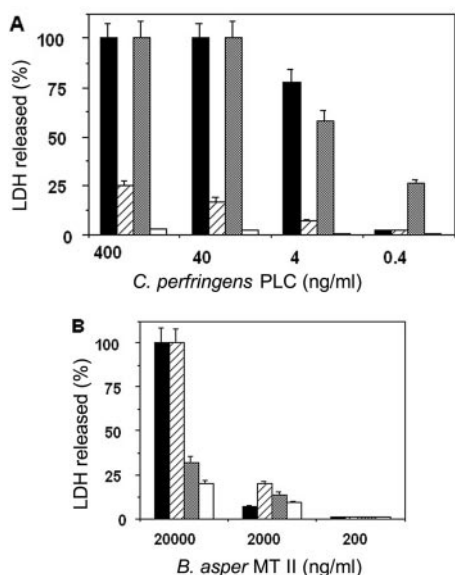 A
LDH released (%)
100
75
50
25
0
400 40 4 0.4
C. perfringens PLC (ng/ml)
B
LDH released (%)
100
75
50
25
0
20000 2000 200
B. asper MT II (ng/ml)